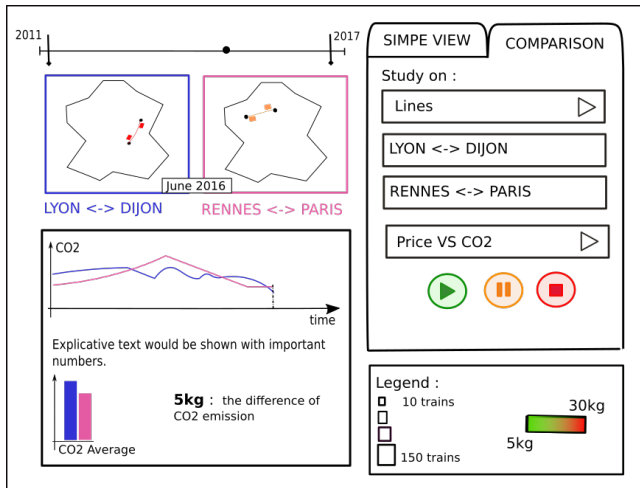 2011
2017
June 2016
LYON <-> DIJON
RENNES <-> PARIS
CO2
time
Explicative text would be shown with important
numbers.
5kg : the difference of
CO2 emission
CO2 Average
SIMPE VIEW
COMPARISON
Study on :
Lines
LYON <-> DIJON
RENNES <-> PARIS
Price VS CO2
Legend :
10 trains
150 trains
30kg
5kg